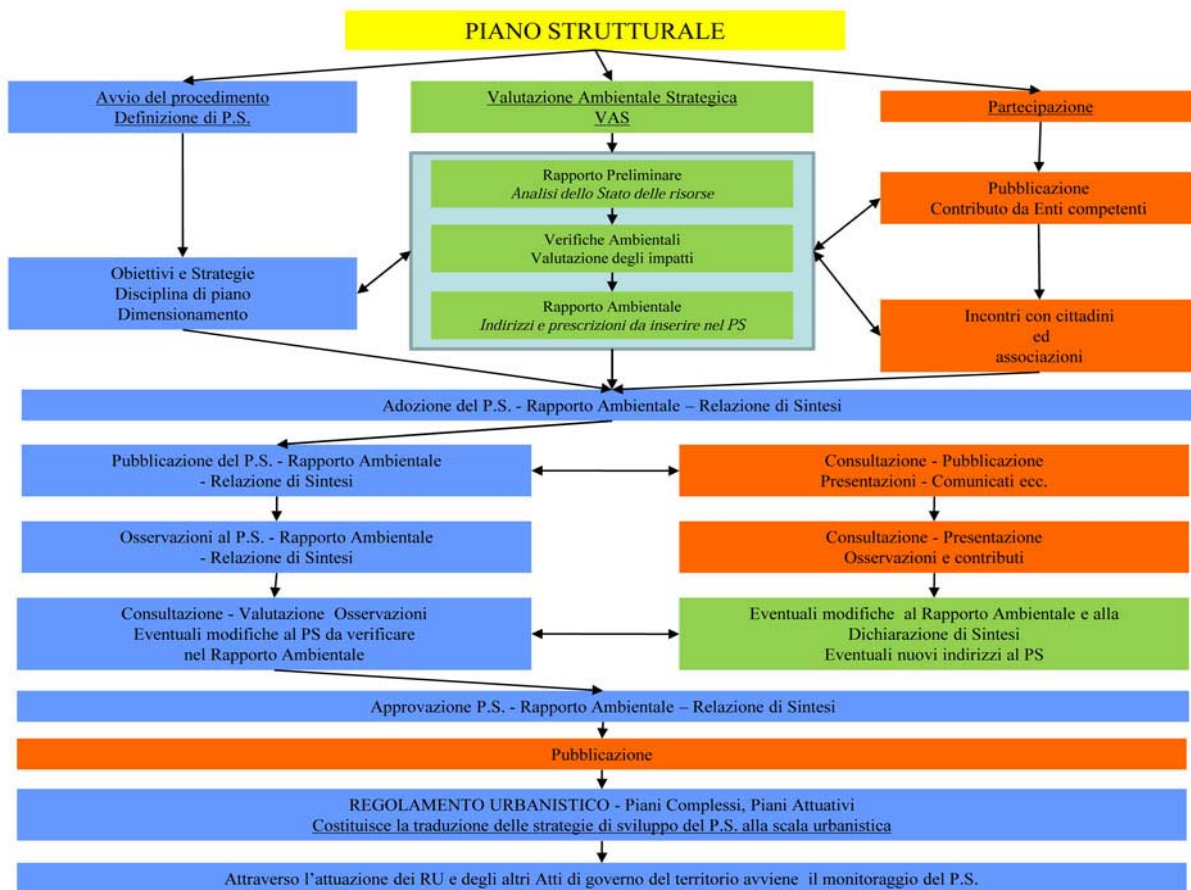 PIANO STRUTTURALE
Avvio del procedimento
Definizione di P.S.
Valutazione Ambientale Strategica
VAS
Partecipazione
Rapporto Preliminare
Analisi dello Stato delle risorse
Pubblicazione
Contributo da Enti competenti
Verifiche Ambientali
Valutazione degli impatti
Obiettivi e Strategie
Disciplina di piano
Dimensionamento
Rapporto Ambientale
Indirizzi e prescrizioni da inserire nel PS
Incontri con cittadini
ed
associazioni
Adozione del P.S. - Rapporto Ambientale – Relazione di Sintesi
Pubblicazione del P.S. - Rapporto Ambientale
- Relazione di Sintesi
Consultazione - Pubblicazione
Presentazioni - Comunicati ecc.
Osservazioni al P.S. - Rapporto Ambientale
- Relazione di Sintesi
Consultazione - Presentazione
Osservazioni e contributi
Consultazione - Valutazione Osservazioni
Eventuali modifiche al PS da verificare
nel Rapporto Ambientale
Eventuali modifiche al Rapporto Ambientale e alla
Dichiarazione di Sintesi
Eventuali nuovi indirizzi al PS
Approvazione P.S. - Rapporto Ambientale – Relazione di Sintesi
Pubblicazione
REGOLAMENTO URBANISTICO - Piani Complessi, Piani Attuativi
Costituisce la traduzione delle strategie di sviluppo del P.S. alla scala urbanistica
Attraverso l'attuazione dei RU e degli altri Atti di governo del territorio avviene il monitoraggio del P.S.